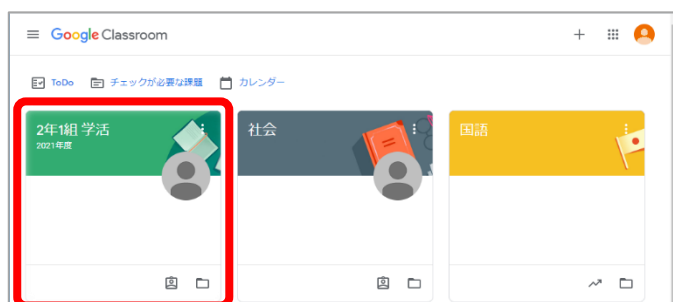 Google Classroom
ToDo チェックが必要な課題 カレンダー
2年1組 学活
2021年度
社会
国語